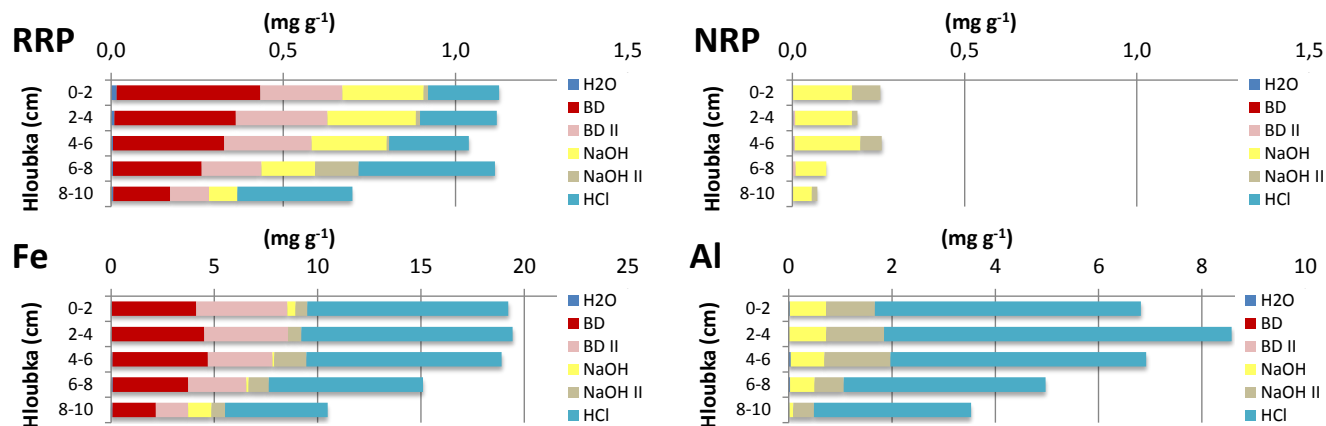 (mg g-1)
RRP
0,0 0,5 1,0 1,5
Hloubka (cm)
0-2
2-4
4-6
6-8
8-10
H2O
BD
BD II
NaOH
NaOH II
HCl
(mg g-1)
NRP
0,0 0,5 1,0 1,5
Hloubka (cm)
0-2
2-4
4-6
6-8
8-10
H2O
BD
BD II
NaOH
NaOH II
HCl
(mg g-1)
Fe
0 5 10 15 20 25
Hloubka (cm)
0-2
2-4
4-6
6-8
8-10
H2O
BD
BD II
NaOH
NaOH II
HCl
(mg g-1)
Al
0 2 4 6 8 10
Hloubka (cm)
0-2
2-4
4-6
6-8
8-10
H2O
BD
BD II
NaOH
NaOH II
HCl